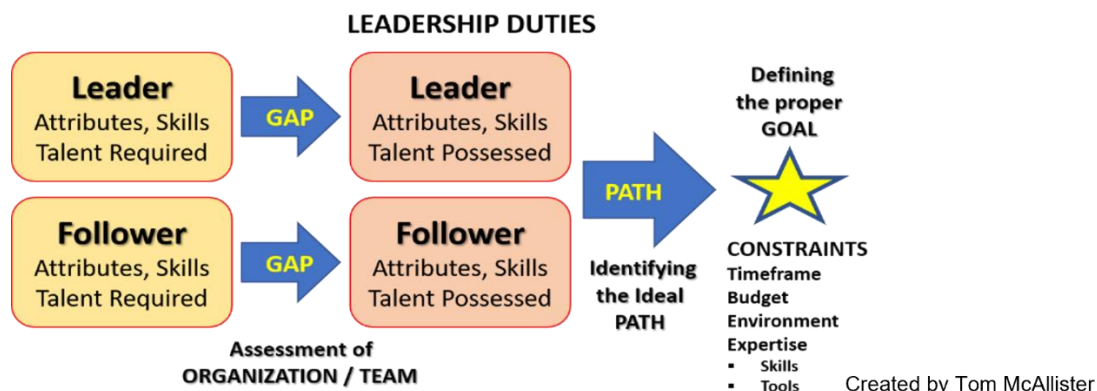 LEADERSHIP DUTIES
Leader
Attributes, Skills
Talent Required
GAP
Leader
Attributes, Skills
Talent Possessed
Follower
Attributes, Skills
Talent Required
GAP
Follower
Attributes, Skills
Talent Possessed
Assessment of
ORGANIZATION / TEAM
PATH
Identifying
the Ideal
PATH
Defining
the proper
GOAL
CONSTRAINTS
Timeframe
Budget
Environment
Expertise
▪ Skills
▪ Tools
Created by Tom McAllister